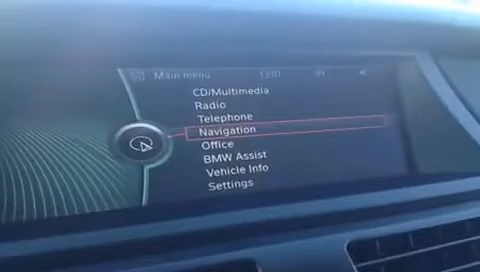 Main menu
CD/Multimedia
Radio
Telephone
Navigation
Office
BMW Assist
Vehicle Info
Settings